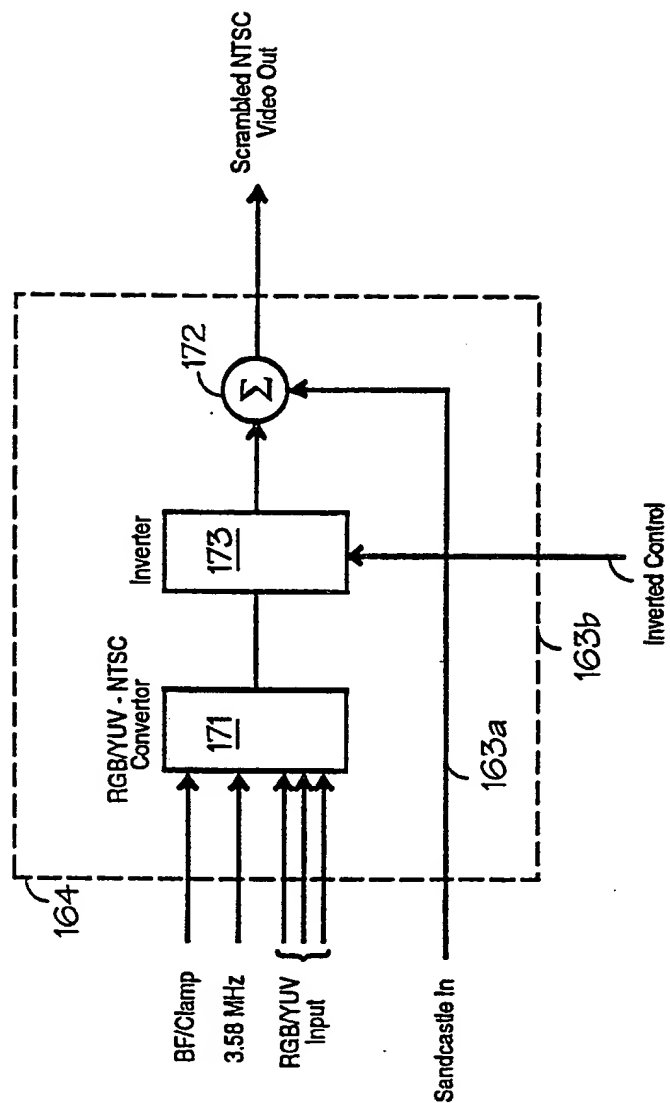 164
BF/Clamp
3.58 MHz
RGB/YUV
Input
Sandcastle In
RGB/YUV - NTSC
Convertor
171
Inverter
173
172
Σ
Scrambled NTSC
Video Out
163a
163b
Inverted Control